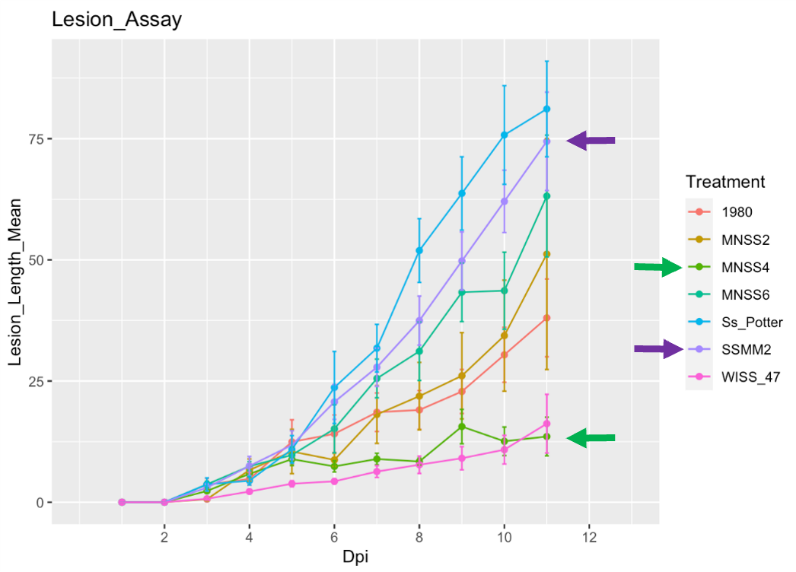 Lesion_Assay
Lesion_Length_Mean
75
50
25
0
2
4
6
8
10
12
Dpi
Treatment
1980
MNSS2
MNSS4
MNSS6
Ss_Potter
SSMM2
WISS_47